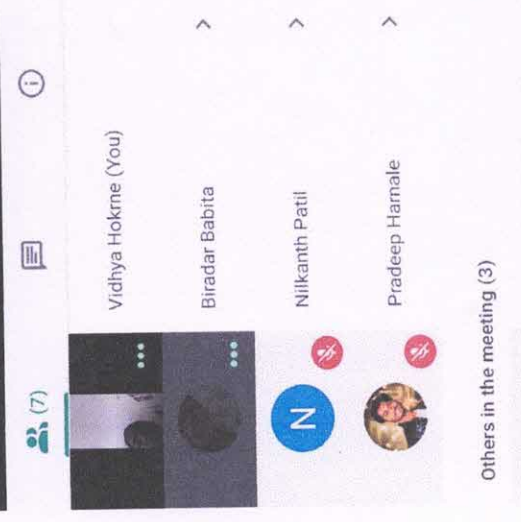 (7)
Vidhya Hokrne (You)
Biradar Babita
N
Nilkanth Patil
Pradeep Harnale
Others in the meeting (3)